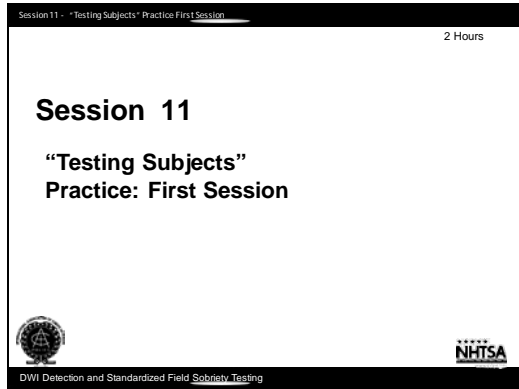 Session 11 - "Testing Subjects" Practice First Session
2 Hours
Session 11
“Testing Subjects”
Practice: First Session
NHTSA
DWI Detection and Standardized Field Sobriety Testing